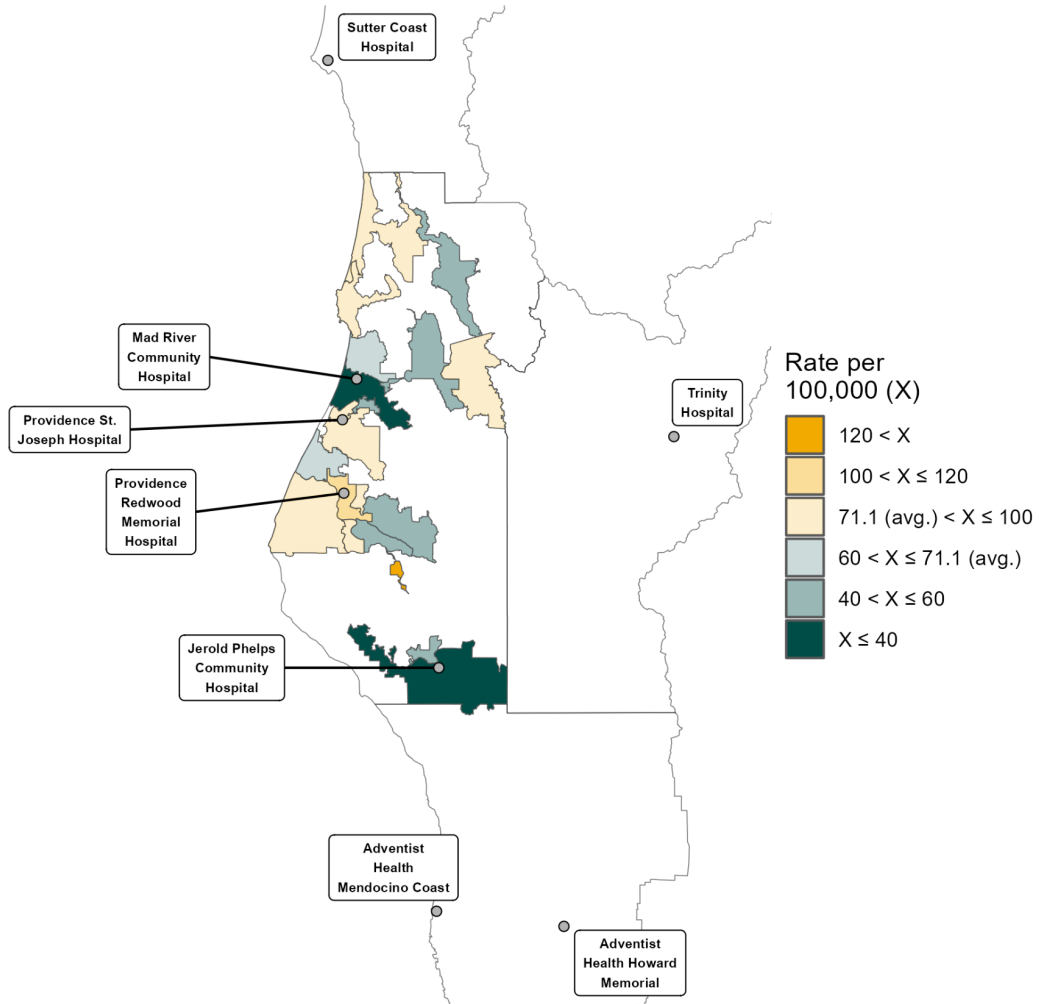 Sutter Coast
Hospital
Mad River
Community
Hospital
Providence St.
Joseph Hospital
Providence
Redwood
Memorial
Hospital
Trinity
Hospital
Jerold Phelps
Community
Hospital
Adventist
Health
Mendocino Coast
Adventist
Health Howard
Memorial
Rate per
100,000 (X)
120 < X
100 < X ≤ 120
71.1 (avg.) < X ≤ 100
60 < X ≤ 71.1 (avg.)
40 < X ≤ 60
X ≤ 40